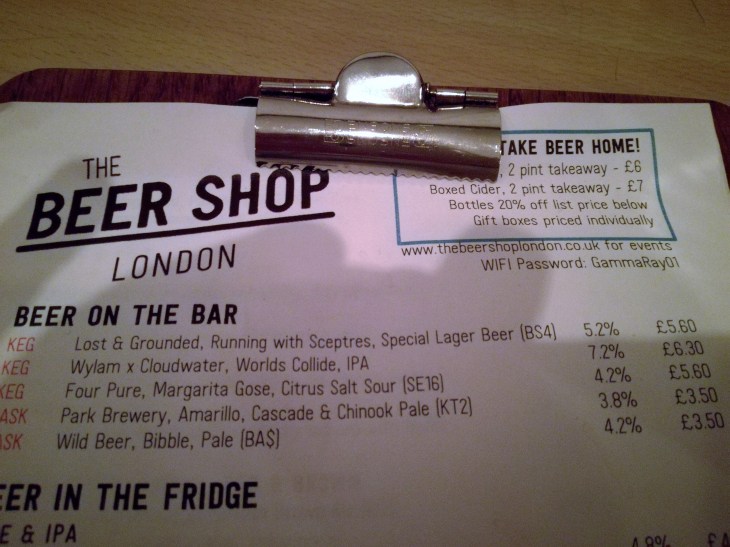 THE
BEER SHOP
LONDON
TAKE BEER HOME!
, 2 pint takeaway - £6
Boxed Cider, 2 pint takeaway - £7
Bottles 20% off list price below
Gift boxes priced individually
www.thebeershoplondon.co.uk for events
WIFI Password: GammaRay01
BEER ON THE BAR
KEG Lost & Grounded, Running with Sceptres, Special Lager Beer (BS4) 5.2% £5.60
KEG Wylam x Cloudwater, Worlds Collide, IPA 7.2% £6.30
KEG Four Pure, Margarita Gose, Citrus Salt Sour (SE16) 4.2% £5.60
ASK Park Brewery, Amarillo, Cascade & Chinook Pale (KT2) 3.8% £3.50
ASK Wild Beer, Bibble, Pale (BA$) 4.2% £3.50
EER IN THE FRIDGE
E & IPA